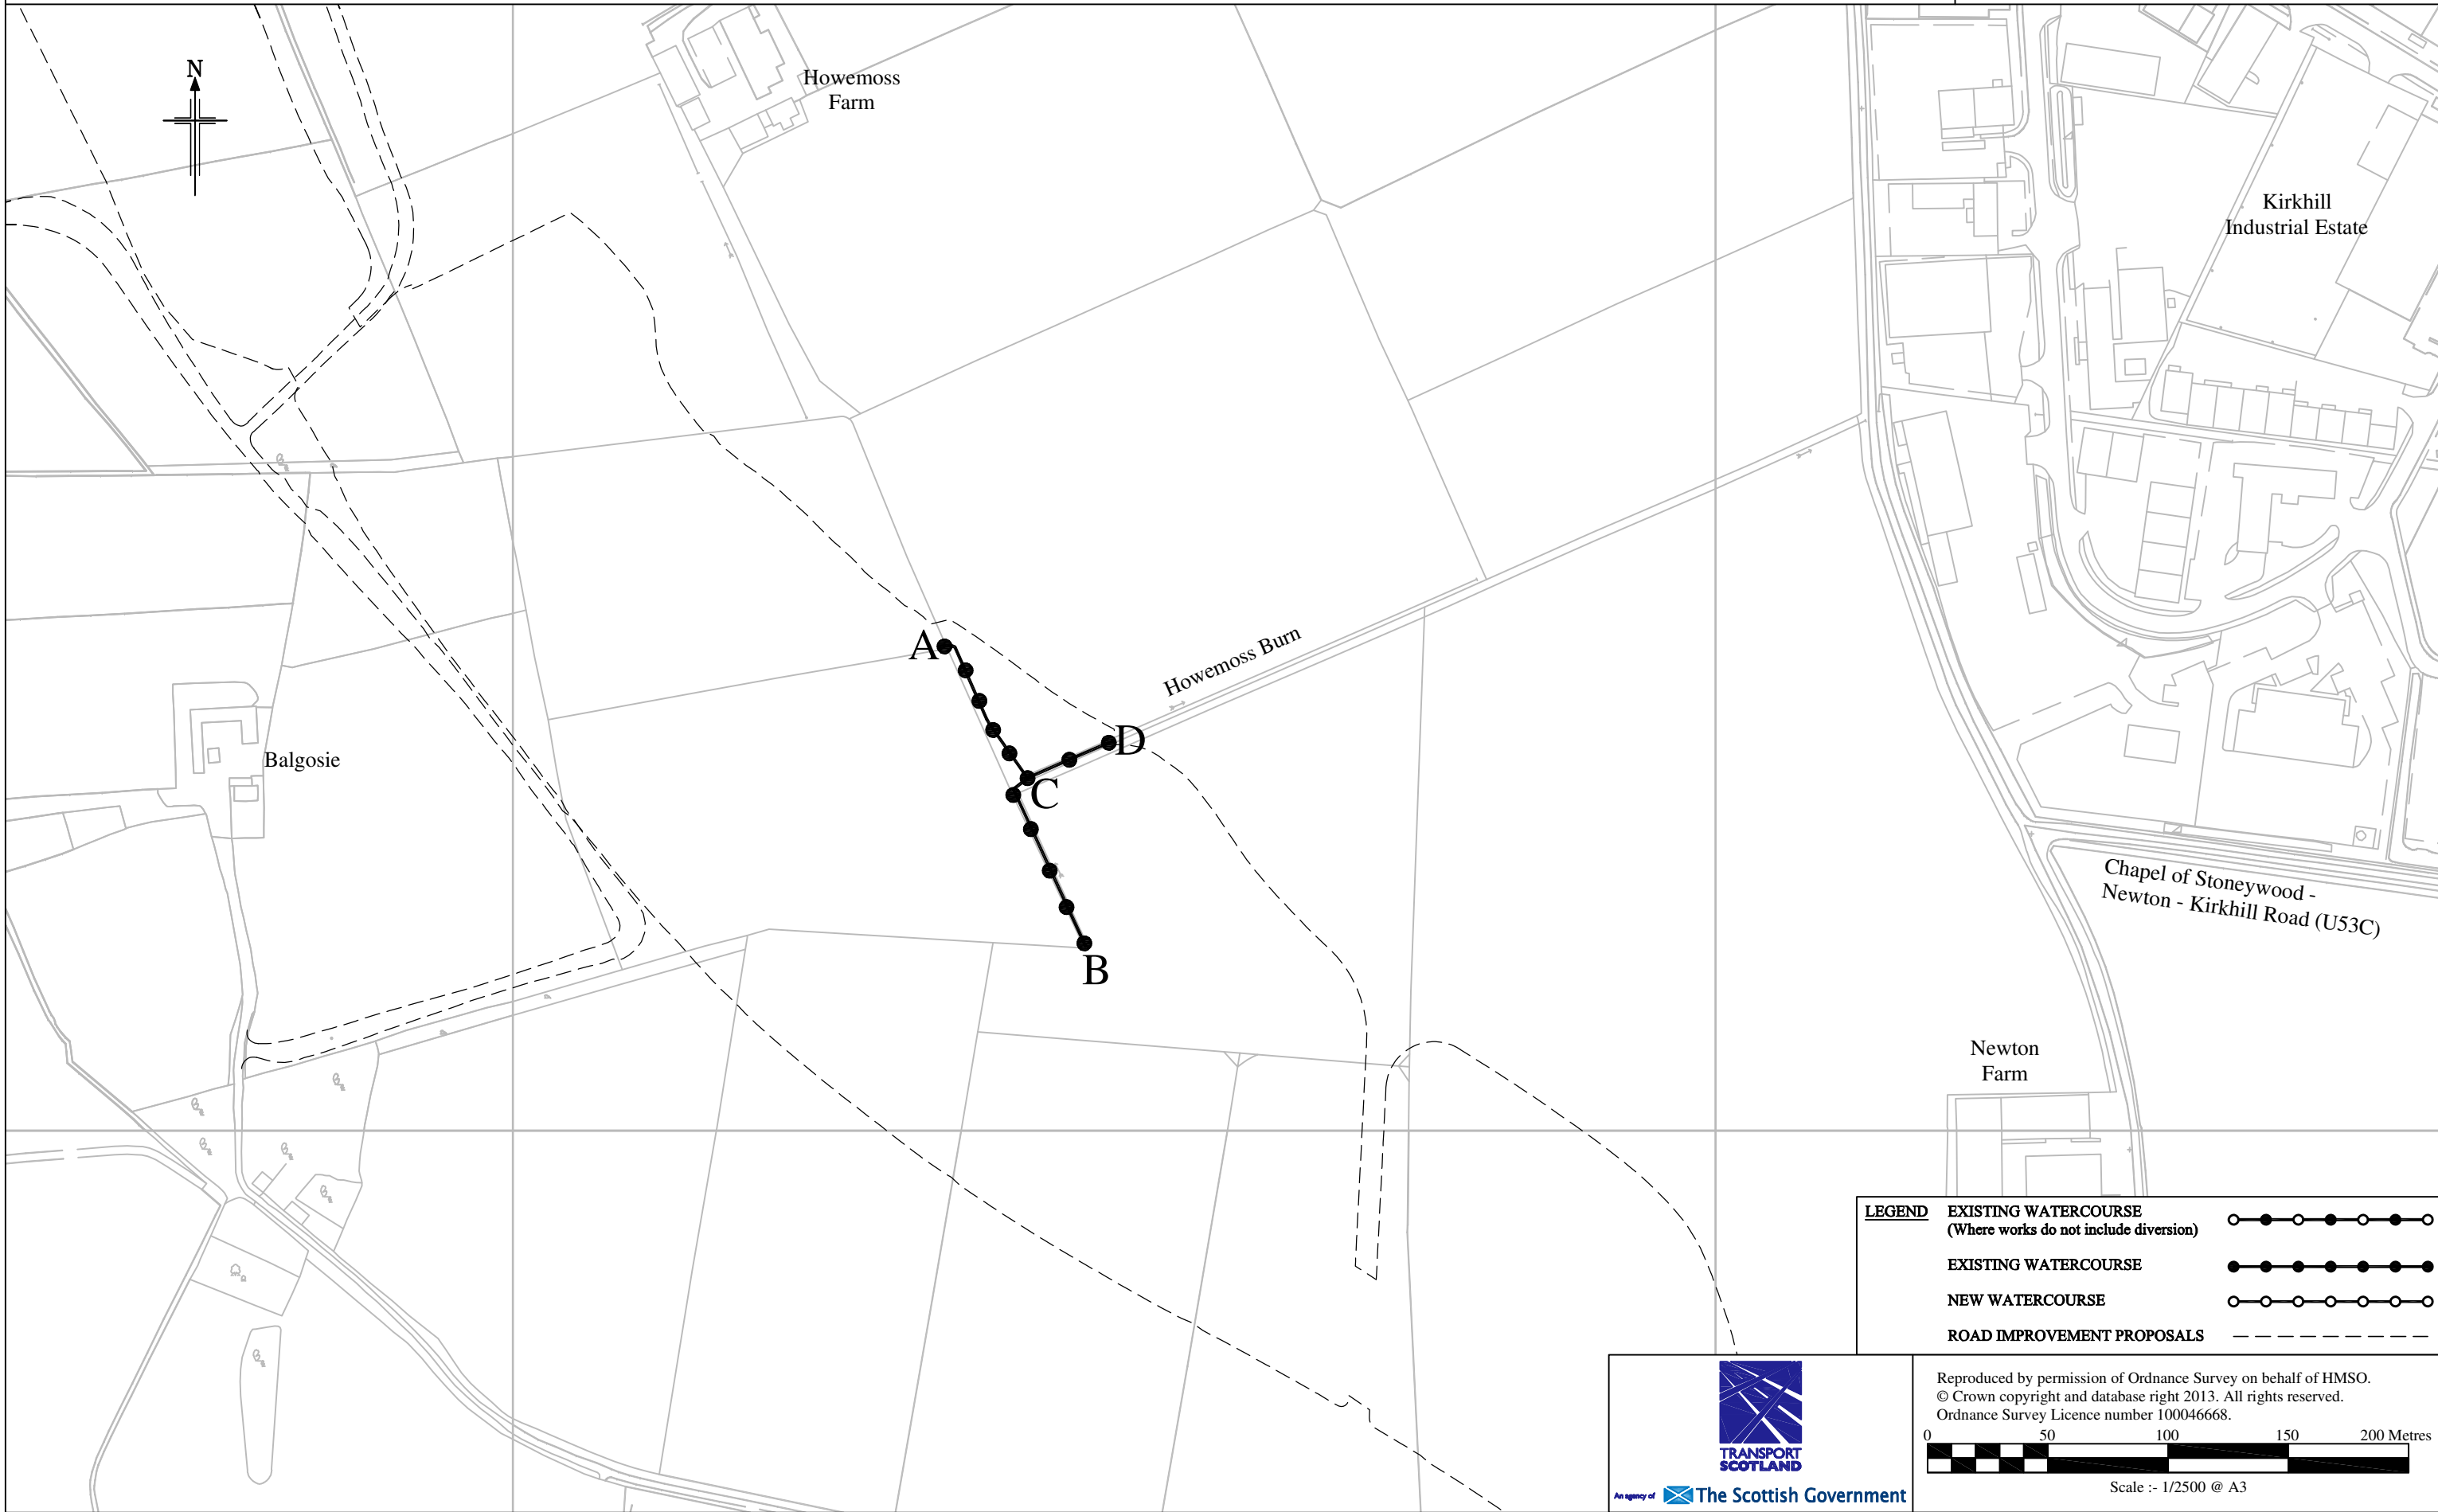 N
Howemoss
Farm
Kirkhill
Industrial Estate
A
Howemoss Burn
D
Balgosie
C
Chapel of Stoneywood -
Newton - Kirkhill Road (U53C)
B
Newton
Farm
LEGEND
EXISTING WATERCOURSE
(Where works do not include diversion)
EXISTING WATERCOURSE
NEW WATERCOURSE
ROAD IMPROVEMENT PROPOSALS
TRANSPORT
SCOTLAND
An agency of The Scottish Government
Reproduced by permission of Ordnance Survey on behalf of HMSO.
© Crown copyright and database right 2013. All rights reserved.
Ordnance Survey Licence number 100046668.
0 50 100 150 200 Metres
Scale :- 1/2500 @ A3